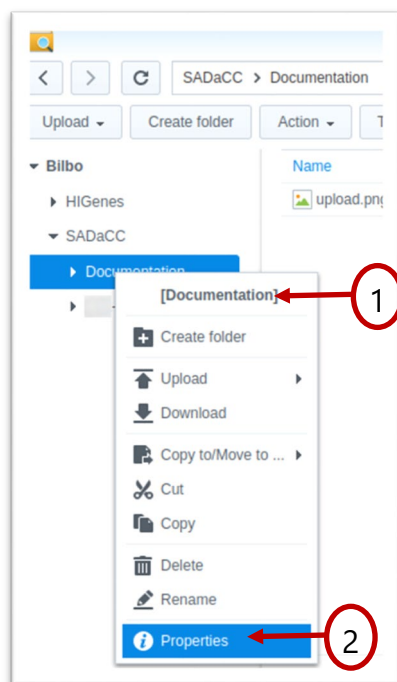 SADaCC > Documentation
Upload Create folder Action
Bilbo Name
HIGenes upload.png
SADaCC
Documentation
[Documentation] 1
Create folder
Upload
Download
Copy to/Move to ...
Cut
Copy
Delete
Rename
Properties 2